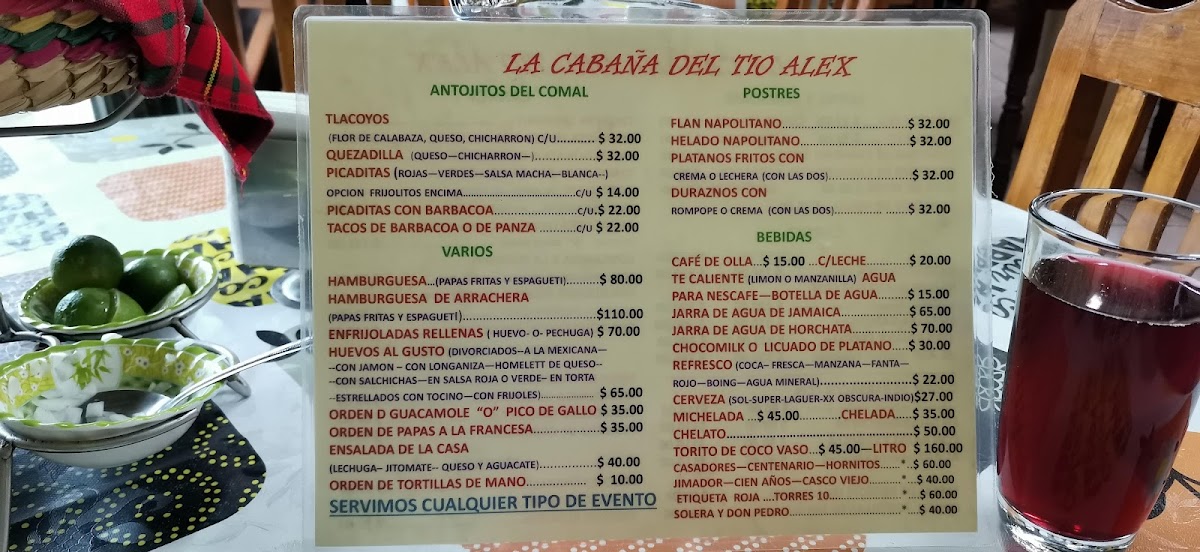 LA CABAÑA DEL TIO ALEX
ANTOJITOS DEL COMAL
TLACOYOS
(FLOR DE CALABAZA, QUESO, CHICHARRON) C/U.......... $ 32.00
QUEZADILLA (QUESO—CHICHARRON—)..................$ 32.00
PICADITAS (ROJAS—VERDES—SALSA MACHA—BLANCA--)
OPCION FRIJOLITOS ENCIMA..............................C/U $ 14.00
PICADITAS CON BARBACOA......................C/U.$ 22.00
TACOS DE BARBACOA O DE PANZA ..........C/U $ 22.00
VARIOS
HAMBURGUESA...(PAPAS FRITAS Y ESPAGUETI).........$ 80.00
HAMBURGUESA DE ARRACHERA
(PAPAS FRITAS Y ESPAGUETI)...................................$110.00
ENFRIJOLADAS RELLENAS ( HUEVO- O- PECHUGA) $ 70.00
HUEVOS AL GUSTO (DIVORCIADOS--A LA MEXICANA—
--CON JAMON – CON LONGANIZA—HOMELETT DE QUESO--
--CON SALCHICHAS—EN SALSA ROJA O VERDE– EN TORTA
--ESTRELLADOS CON TOCINO—CON FRIJOLES)............... $ 65.00
ORDEN D GUACAMOLE "O" PICO DE GALLO $ 35.00
ORDEN DE PAPAS A LA FRANCESA................$ 35.00
ENSALADA DE LA CASA
(LECHUGA– JITOMATE-- QUESO Y AGUACATE)...............$ 40.00
ORDEN DE TORTILLAS DE MANO............... $ 10.00
SERVIMOS CUALQUIER TIPO DE EVENTO
POSTRES
FLAN NAPOLITANO...............................$ 32.00
HELADO NAPOLITANO...........................$ 32.00
PLATANOS FRITOS CON
CREMA O LECHERA (CON LAS DOS).....................$ 32.00
DURAZNOS CON
ROMPOPE O CREMA (CON LAS DOS)............. ......$ 32.00
BEBIDAS
CAFÉ DE OLLA...$ 15.00 ...C/LECHE..........$ 20.00
TE CALIENTE (LIMON O MANZANILLA) AGUA
PARA NESCAFE—BOTELLA DE AGUA.......$ 15.00
JARRA DE AGUA DE JAMAICA................$ 65.00
JARRA DE AGUA DE HORCHATA..............$ 70.00
CHOCOMILK O LICUADO DE PLATANO.....$ 30.00
REFRESCO (COCA– FRESCA—MANZANA—FANTA—
ROJO—BOING—AGUA MINERAL).......................$ 22.00
CERVEZA (SOL-SUPER-LAGUER-XX OBSCURA-INDIO)$27.00
MICHELADA ...$ 45.00...........CHELADA.....$ 35.00
CHELATO............................................$ 50.00
TORITO DE COCO VASO...$ 45.00—LITRO $ 160.00
CASADORES—CENTENARIO—HORNITOS.......*...$ 60.00
JIMADOR—CIEN AÑOS—CASCO VIEJO..........*...$ 40.00
ETIQUETA ROJA ....TORRES 10....................*....$ 60.00
SOLERA Y DON PEDRO................................*....$ 40.00